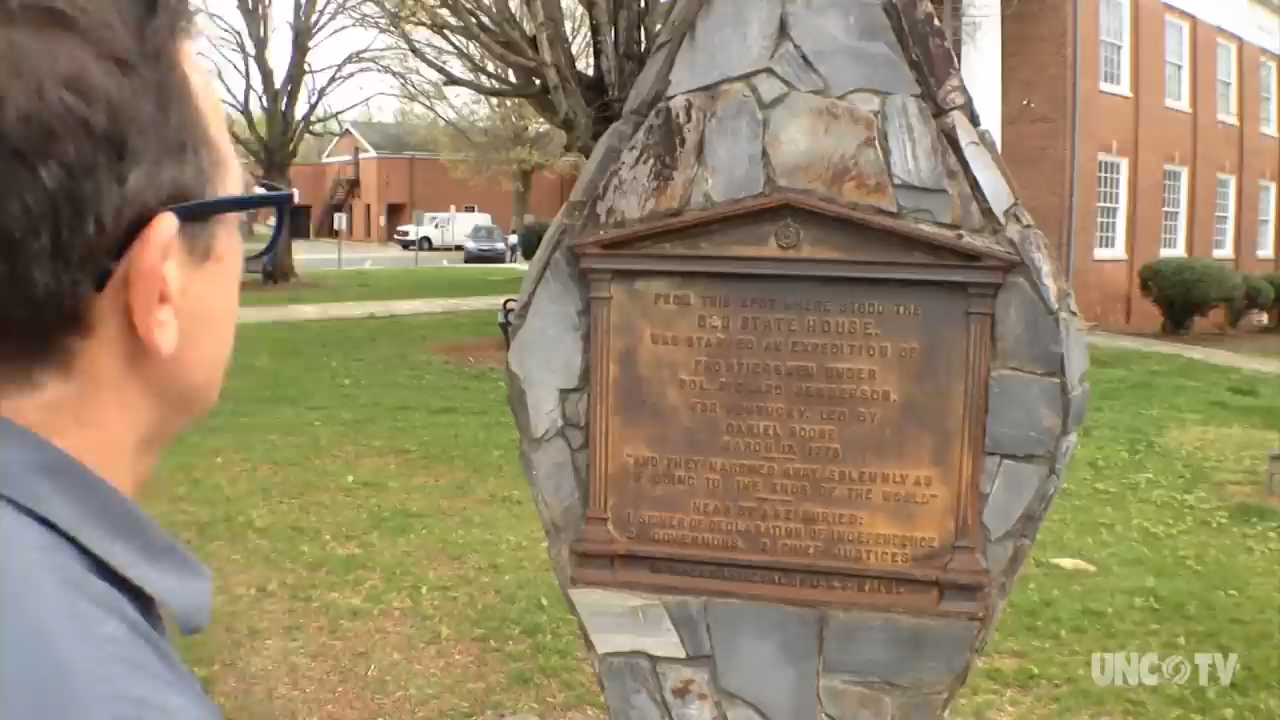 FROM THIS SPOT WHERE STOOD THE
OLD STATE HOUSE,
WAS STARTED AN EXPEDITION OF
FRONTIERSMEN UNDER
COL. RICHARD HENDERSON,
FOR KENTUCKY, LED BY
DANIEL BOONE
MARCH 17, 1775
"AND THEY MARCHED AWAY SOLEMNLY AS
IF GOING TO THE ENDS OF THE WORLD"
NEARBY ARE BURIED:
1 SIGNER OF DECLARATION OF INDEPENDENCE
2 GOVERNORS, 2 CHIEF JUSTICES
UNC TV